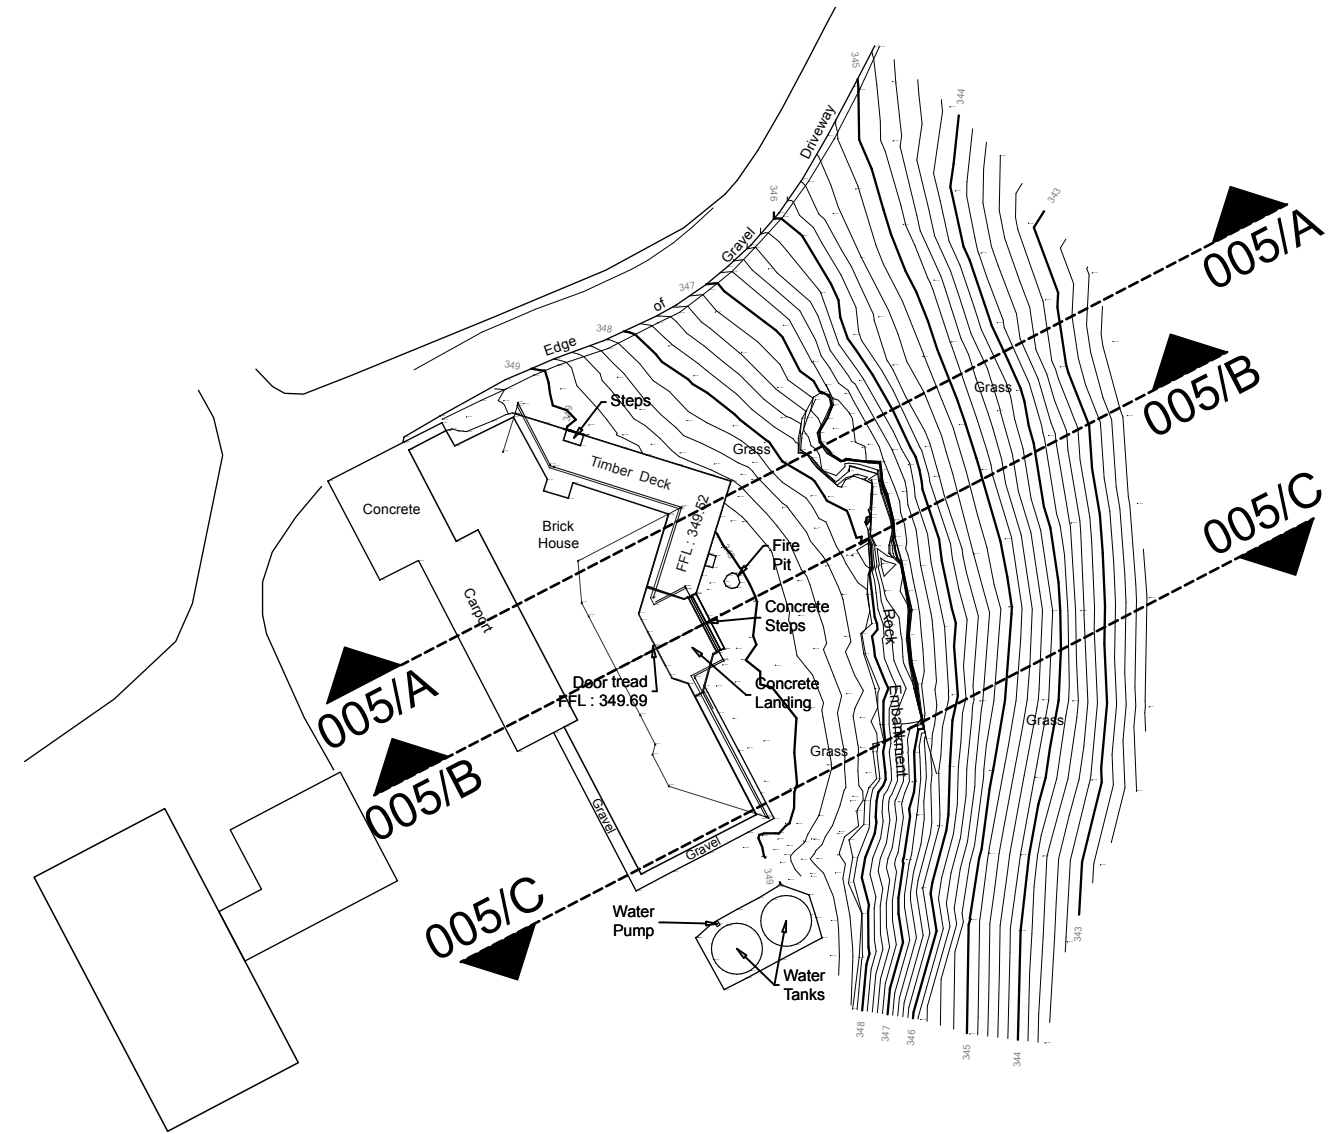 345
344
Driveway
346
343
005/A
Gravel
347
of
348
Edge
349
005/B
Grass
Steps
349
Grass
Timber Deck
FFL : 349.52
Concrete
Brick
House
005/C
Fire
Pit
Carport
Concrete
Steps
Rock
Door tread
FFL : 349.69
Concrete
Landing
005/A
Embankment
Grass
Grass
005/B
Gravel
Gravel
349
005/C
Water
Pump
343
Water
Tanks
348
347
346
345
344